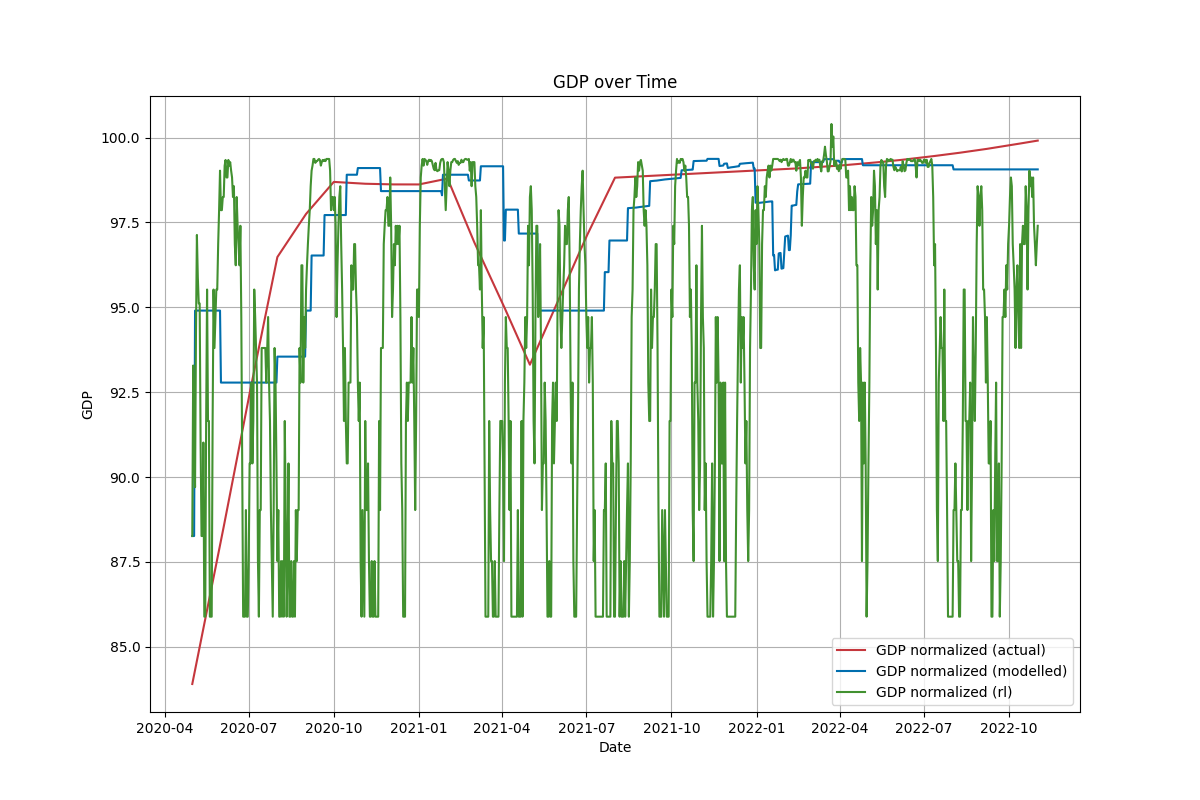 GDP over Time
GDP
100.0
97.5
95.0
92.5
90.0
87.5
85.0
GDP normalized (actual)
GDP normalized (modelled)
GDP normalized (rl)
2020-04 2020-07 2020-10 2021-01 2021-04 2021-07 2021-10 2022-01 2022-04 2022-07 2022-10
Date